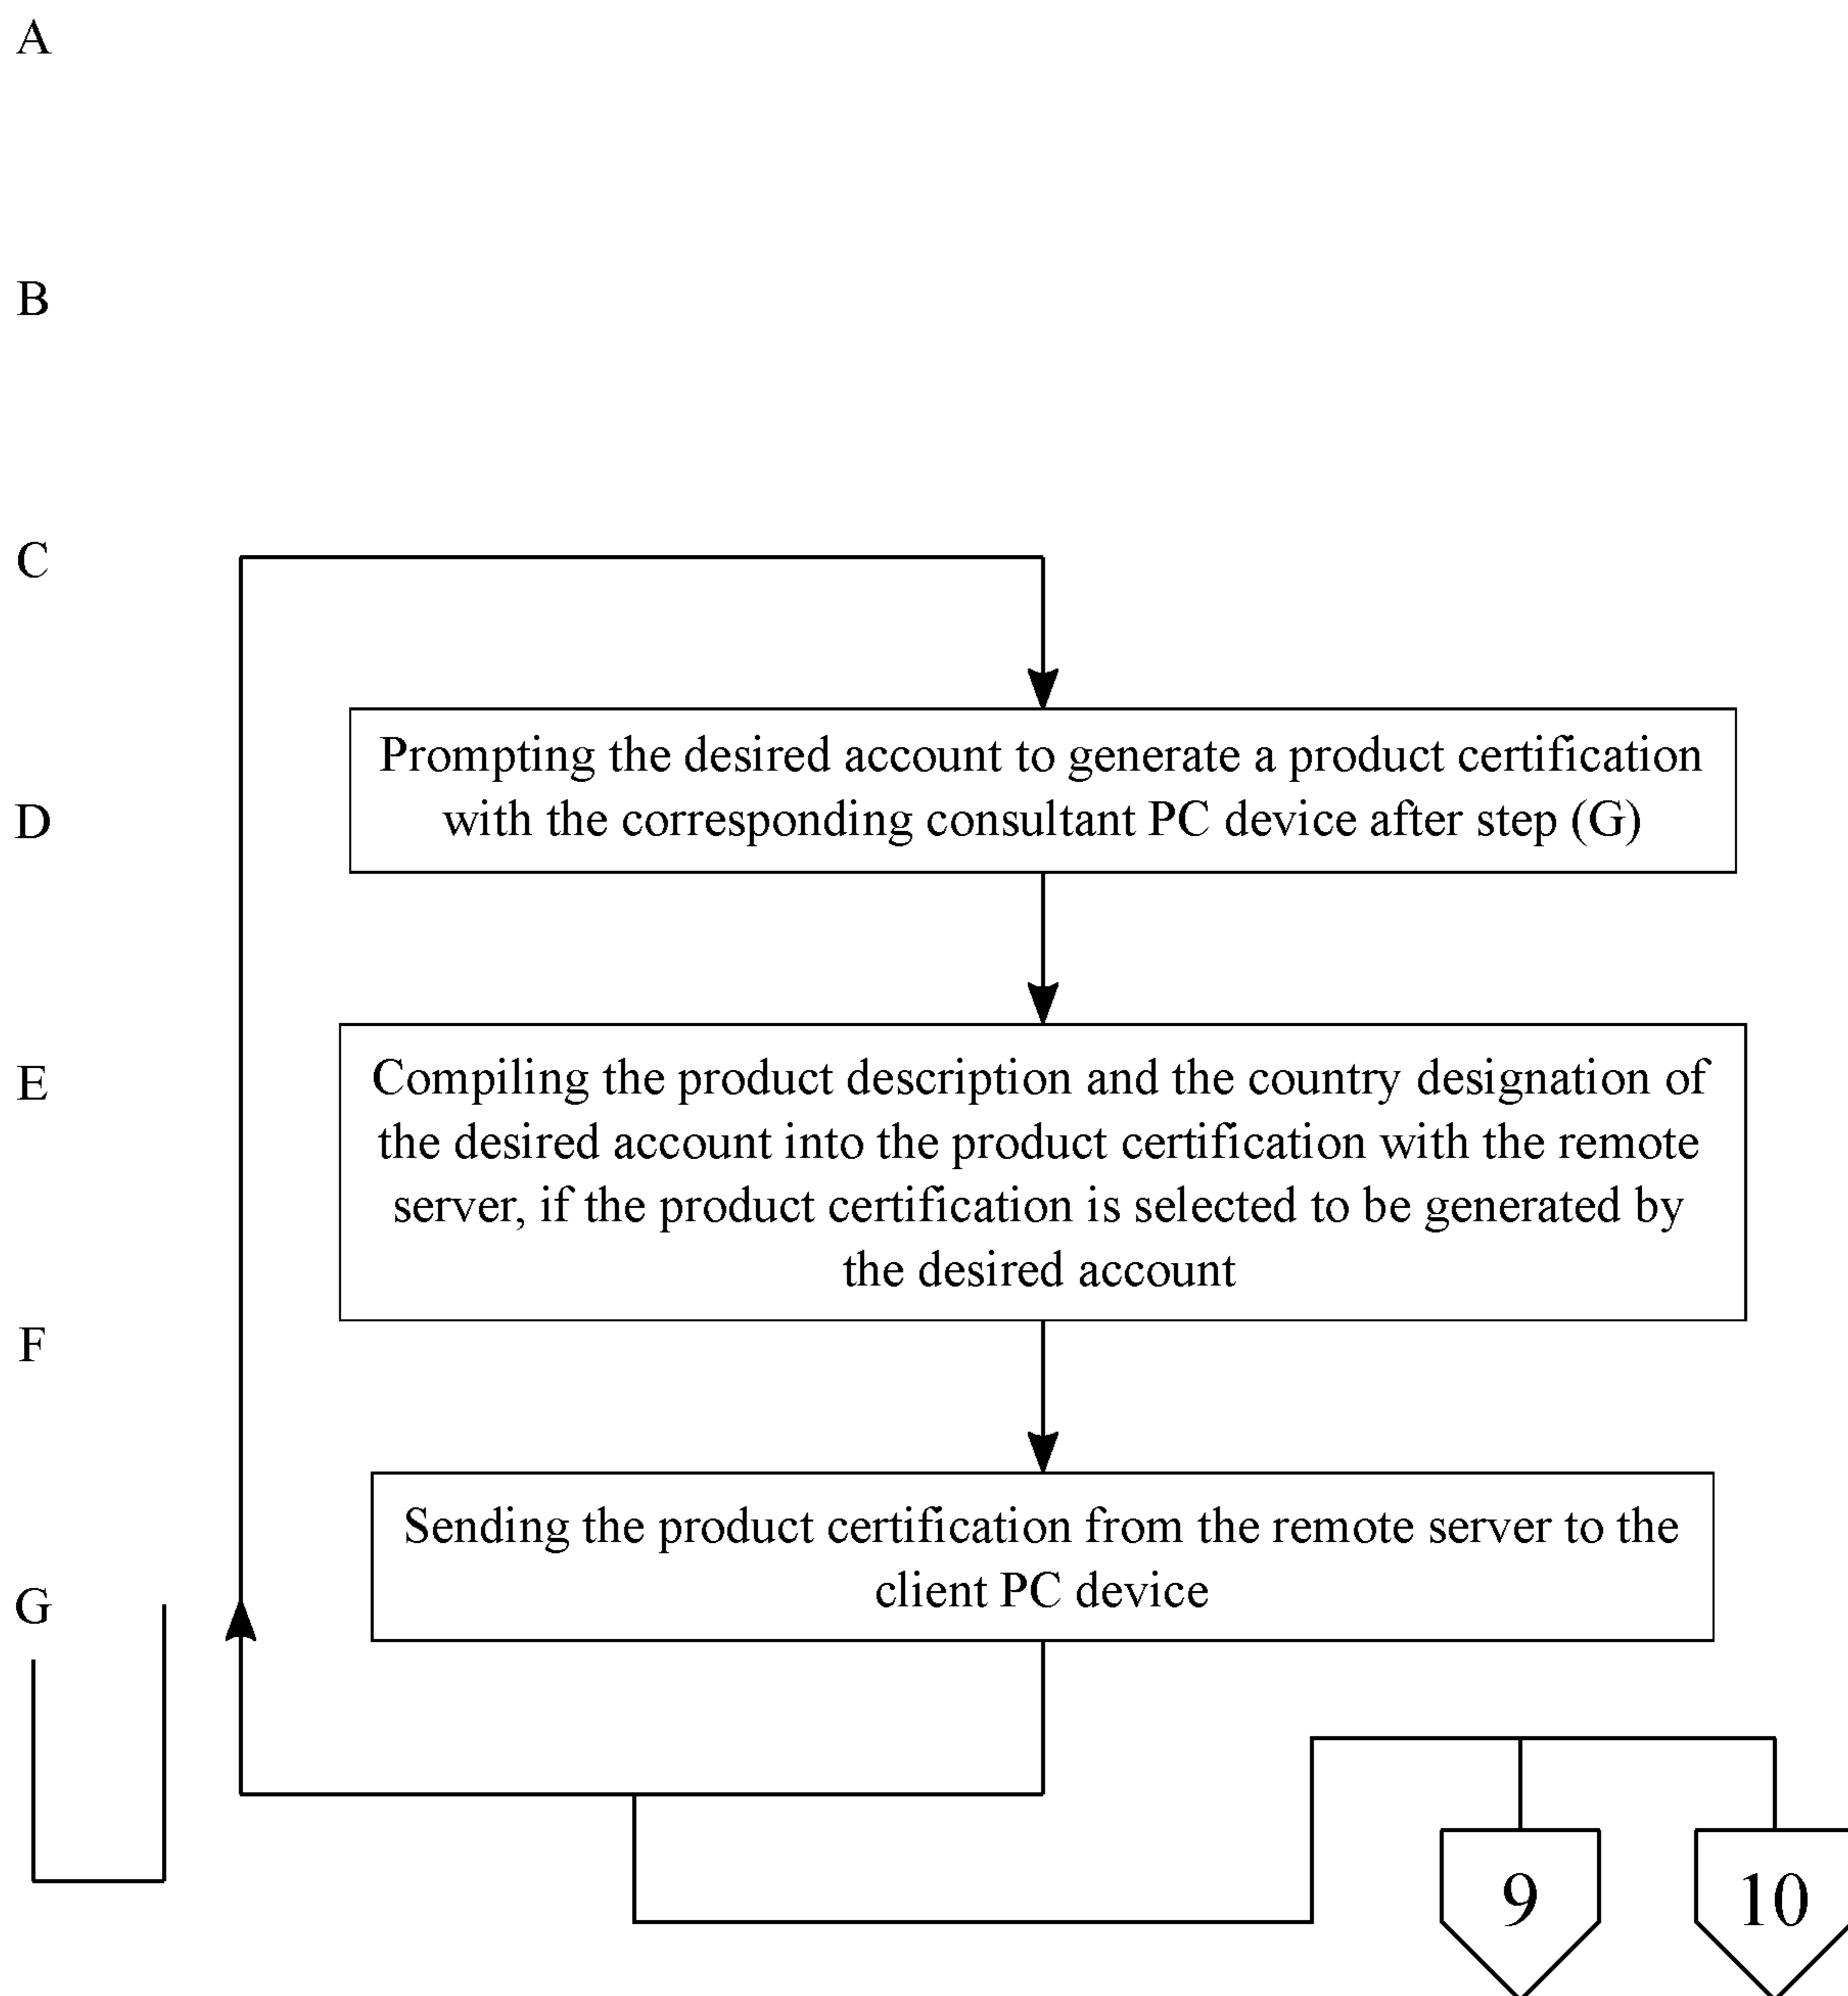 A
B
C
Prompting the desired account to generate a product certification
with the corresponding consultant PC device after step (G)
D
Compiling the product description and the country designation of
the desired account into the product certification with the remote
server, if the product certification is selected to be generated by
the desired account
E
F
Sending the product certification from the remote server to the
client PC device
G
9
10